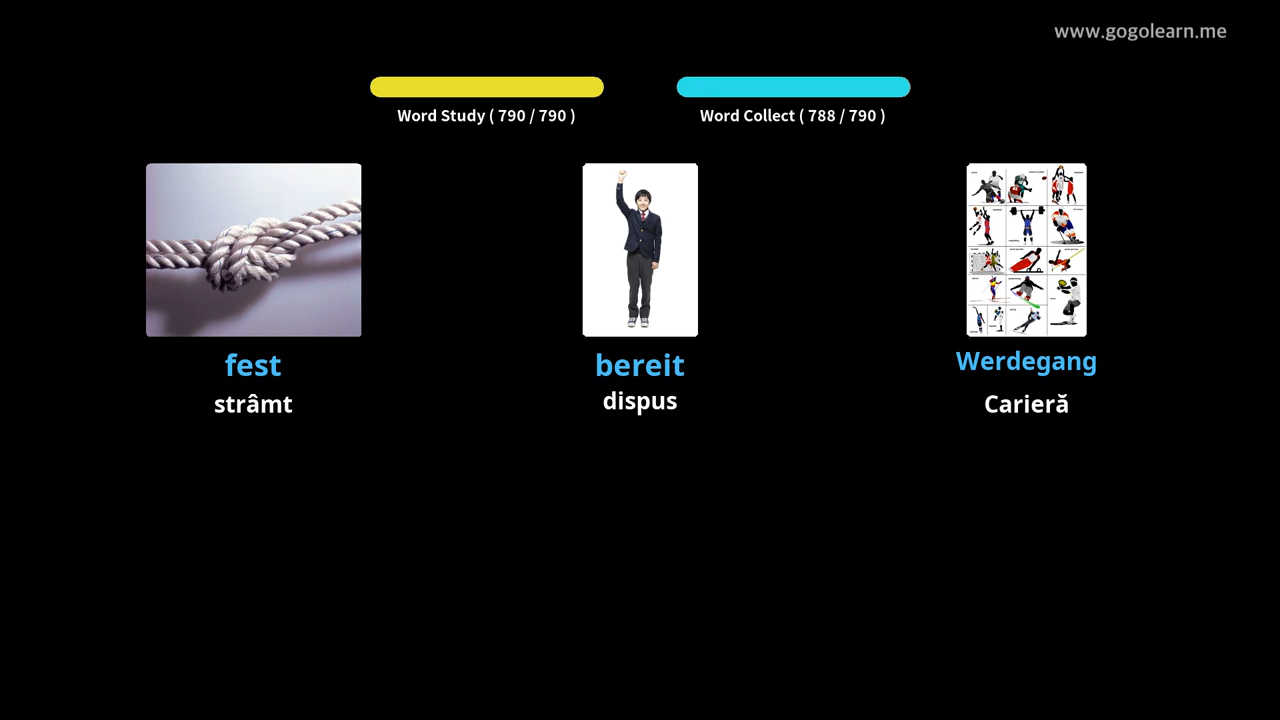 www.gogolearn.me
Word Study ( 790 / 790 )
Word Collect ( 788 / 790 )
fest
strâmt
bereit
dispus
Werdegang
Carieră